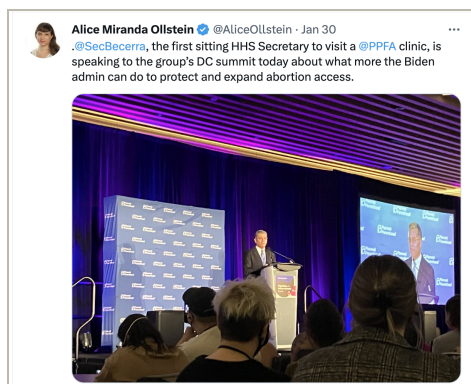 Alice Miranda Ollstein @AliceOllstein · Jan 30
.@SecBecerra, the first sitting HHS Secretary to visit a @PPFA clinic, is
speaking to the group's DC summit today about what more the Biden
admin can do to protect and expand abortion access.
Planned Parenthood